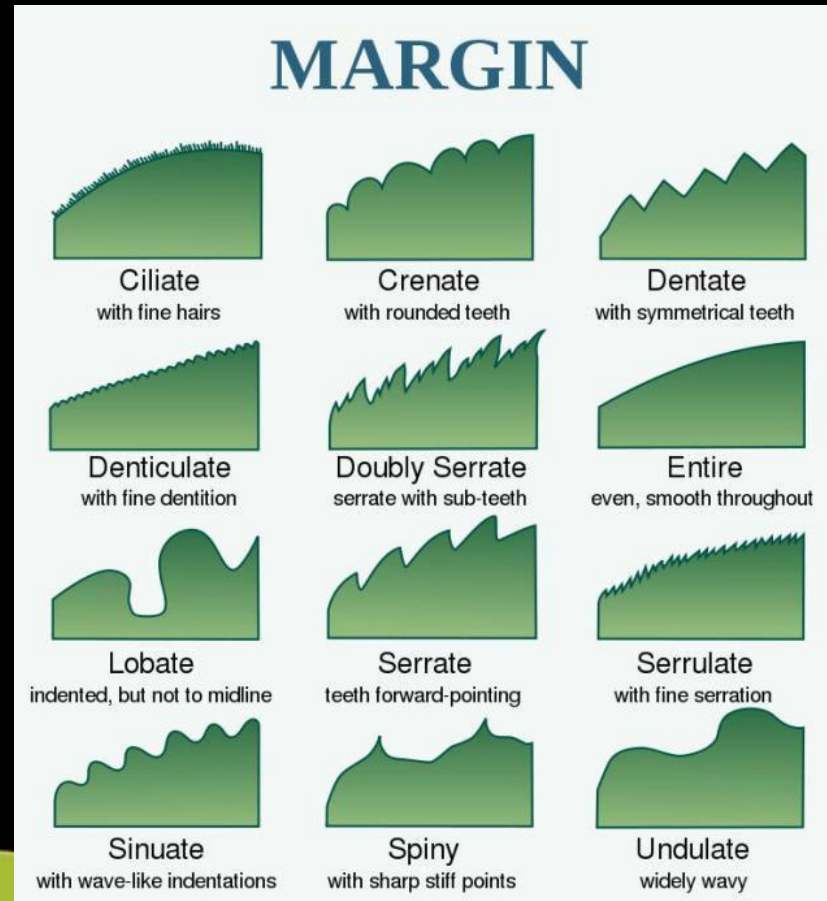 MARGIN
Ciliate
with fine hairs
Crenate
with rounded teeth
Dentate
with symmetrical teeth
Denticulate
with fine dentition
Doubly Serrate
serrate with sub-teeth
Entire
even, smooth throughout
Lobate
indented, but not to midline
Serrate
teeth forward-pointing
Serrulate
with fine serration
Sinuate
with wave-like indentations
Spiny
with sharp stiff points
Undulate
widely wavy